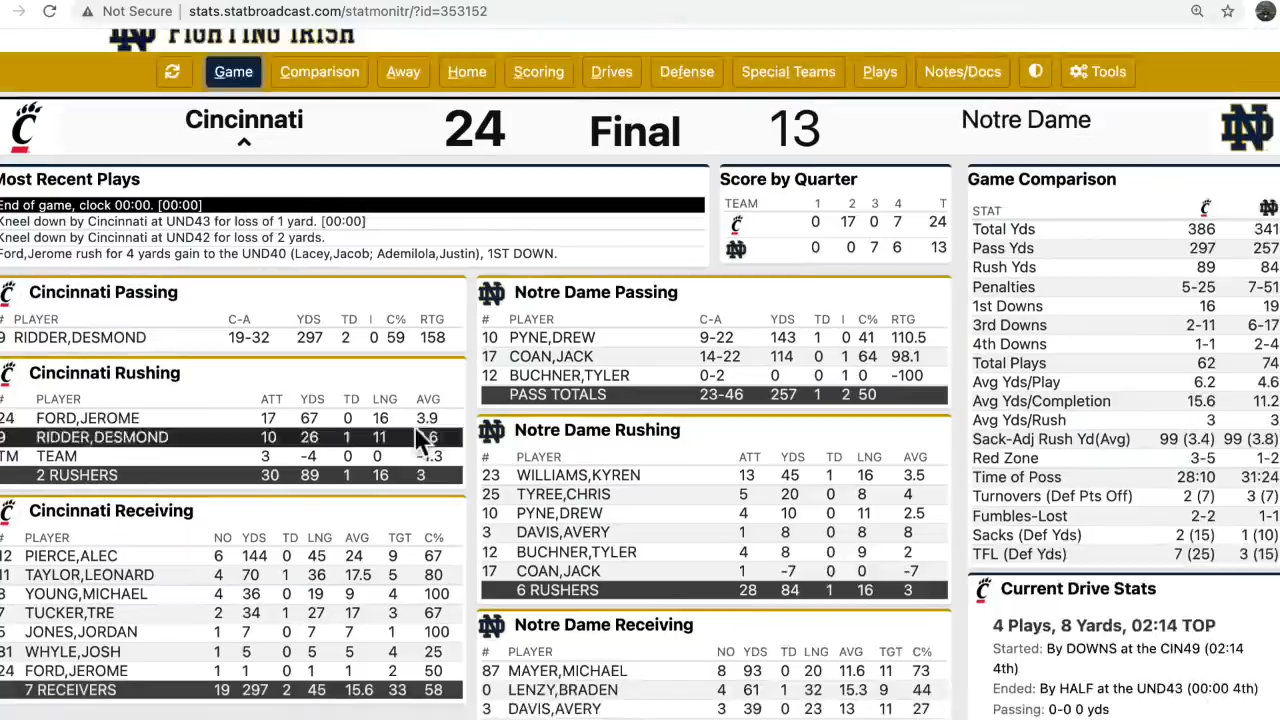 Not Secure stats.statbroadcast.com/statmonitr/?id=353152
FIGHTING IRISH
Game Comparison Away Home Scoring Drives Defense Special Teams Plays Notes/Docs Tools
Cincinnati 24 Final 13 Notre Dame
Most Recent Plays
End of game, clock 00:00. [00:00]
Kneel down by Cincinnati at UND43 for loss of 1 yard. [00:00]
Kneel down by Cincinnati at UND42 for loss of 2 yards.
Ford,Jerome rush for 4 yards gain to the UND40 (Lacey,Jacob; Ademilola,Justin), 1ST DOWN.
Score by Quarter
TEAM 1 2 3 4 T
0 17 0 7 24
0 0 7 6 13
Cincinnati Passing
# PLAYER C-A YDS TD I C% RTG
9 RIDDER,DESMOND 19-32 297 2 0 59 158
Cincinnati Rushing
# PLAYER ATT YDS TD LNG AVG
24 FORD,JEROME 17 67 0 16 3.9
9 RIDDER,DESMOND 10 26 1 11
TM TEAM 3 -4 0 0 -1.3
2 RUSHERS 30 89 1 16 3
Cincinnati Receiving
# PLAYER NO YDS TD LNG AVG TGT C%
12 PIERCE,ALEC 6 144 0 45 24 9 67
11 TAYLOR,LEONARD 4 70 1 36 17.5 5 80
8 YOUNG,MICHAEL 4 36 0 19 9 4 100
7 TUCKER,TRE 2 34 1 27 17 3 67
5 JONES,JORDAN 1 7 0 7 7 1 100
81 WHYLE,JOSH 1 5 0 5 5 4 25
24 FORD,JEROME 1 1 0 1 1 2 50
7 RECEIVERS 19 297 2 45 15.6 33 58
Notre Dame Passing
# PLAYER C-A YDS TD I C% RTG
10 PYNE,DREW 9-22 143 1 0 41 110.5
17 COAN,JACK 14-22 114 0 1 64 98.1
12 BUCHNER,TYLER 0-2 0 0 1 0 -100
PASS TOTALS 23-46 257 1 2 50
Notre Dame Rushing
# PLAYER ATT YDS TD LNG AVG
23 WILLIAMS,KYREN 13 45 1 16 3.5
25 TYREE,CHRIS 5 20 0 8 4
10 PYNE,DREW 4 10 0 11 2.5
3 DAVIS,AVERY 1 8 0 8 8
12 BUCHNER,TYLER 4 8 0 9 2
17 COAN,JACK 1 -7 0 0 -7
6 RUSHERS 28 84 1 16 3
Notre Dame Receiving
# PLAYER NO YDS TD LNG AVG TGT C%
87 MAYER,MICHAEL 8 93 0 20 11.6 11 73
0 LENZY,BRADEN 4 61 1 32 15.3 9 44
3 DAVIS,AVERY 3 39 0 23 13 11 27
Game Comparison
STAT
Total Yds 386 341
Pass Yds 297 257
Rush Yds 89 84
Penalties 5-25 7-51
1st Downs 16 19
3rd Downs 2-11 6-17
4th Downs 1-1 2-4
Total Plays 62 74
Avg Yds/Play 6.2 4.6
Avg Yds/Completion 15.6 11.2
Avg Yds/Rush 3 3
Sack-Adj Rush Yd(Avg) 99 (3.4) 99 (3.8)
Red Zone 3-5 1-2
Time of Poss 28:10 31:24
Turnovers (Def Pts Off) 2 (7) 3 (7)
Fumbles-Lost 2-2 1-1
Sacks (Def Yds) 2 (15) 1 (10)
TFL (Def Yds) 7 (25) 3 (15)
Current Drive Stats
4 Plays, 8 Yards, 02:14 TOP
Started: By DOWNS at the CIN49 (02:14
4th)
Ended: By HALF at the UND43 (00:00 4th)
Passing: 0-0 0 yds